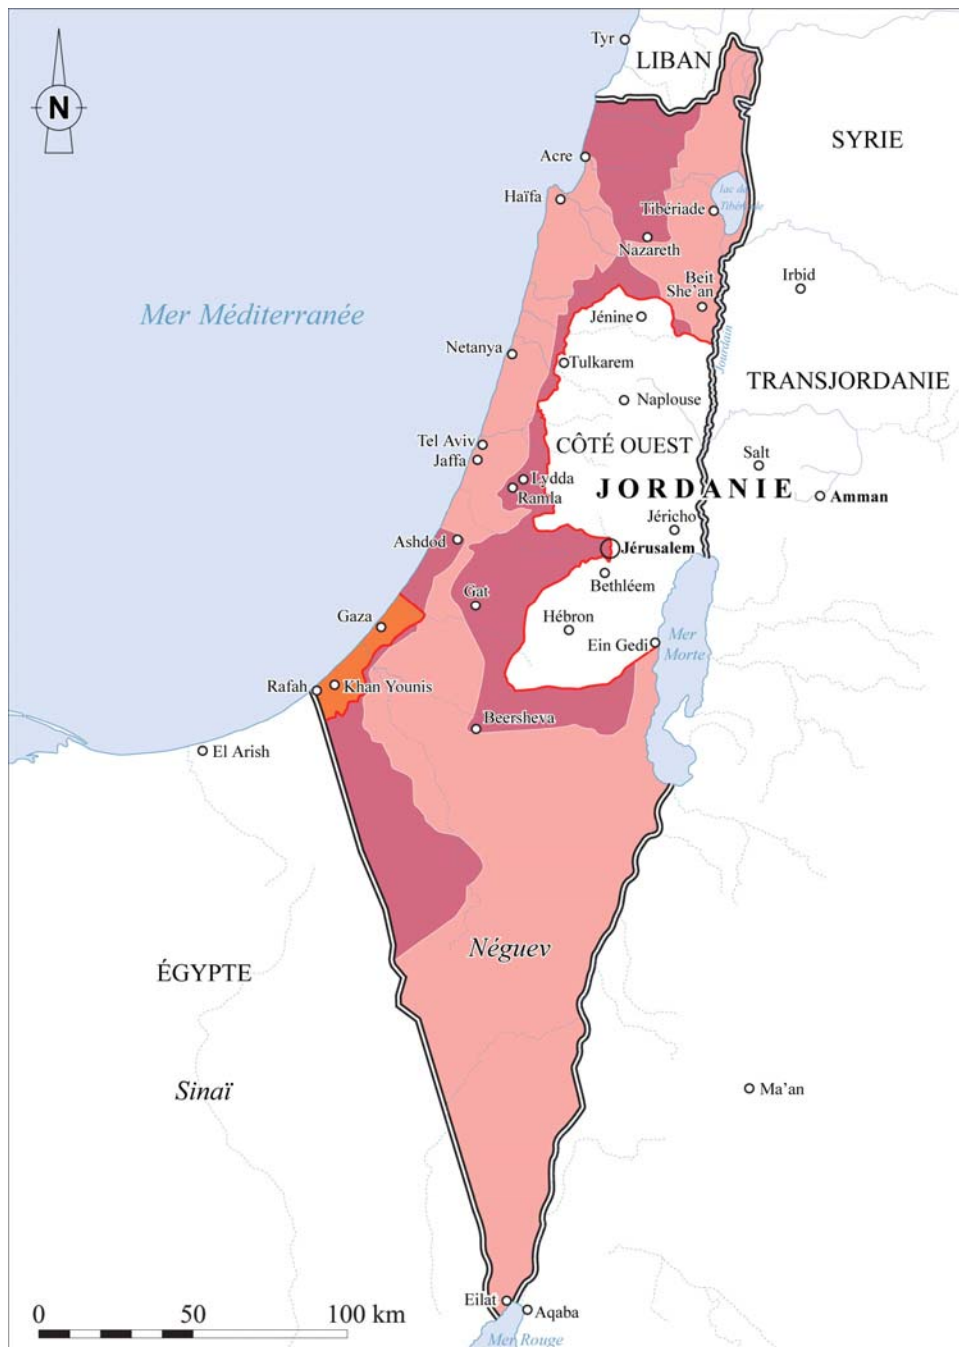 Tyr
LIBAN
N
SYRIE
Acre
Haïfa
lac de
Tibériade
Tibériade
Nazareth
Beit
She'an
Irbid
Mer Méditerranée
Jénine
Netanya
Tulkarem
Jourdain
TRANSJORDANIE
Naplouse
Tel Aviv
Jaffa
CÔTÉ OUEST
Salt
Lydda
Ramla
JORDANIE
Amman
Jéricho
Ashdod
Jérusalem
Bethléem
Gat
Gaza
Hébron
Ein Gedi
Mer
Morte
Rafah
Khan Younis
Beersheva
El Arish
Néguev
ÉGYPTE
Sinaï
Ma'an
Eilat
Aqaba
0 50 100 km
Mer Rouge